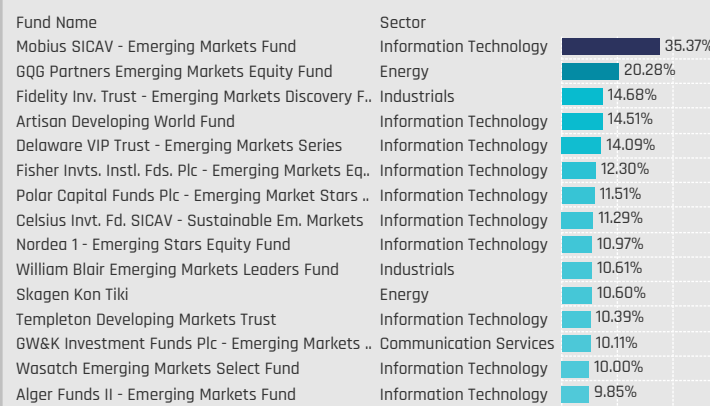 Fund Name Sector
Mobius SICAV - Emerging Markets Fund Information Technology 35.37%
GQG Partners Emerging Markets Equity Fund Energy 20.28%
Fidelity Inv. Trust - Emerging Markets Discovery F.. Industrials 14.68%
Artisan Developing World Fund Information Technology 14.51%
Delaware VIP Trust - Emerging Markets Series Information Technology 14.09%
Fisher Invts. Instl. Fds. Plc - Emerging Markets Eq.. Information Technology 12.30%
Polar Capital Funds Plc - Emerging Market Stars .. Information Technology 11.51%
Celsius Invt. Fd. SICAV - Sustainable Em. Markets Information Technology 11.29%
Nordea 1 - Emerging Stars Equity Fund Information Technology 10.97%
William Blair Emerging Markets Leaders Fund Industrials 10.61%
Skagen Kon Tiki Energy 10.60%
Templeton Developing Markets Trust Information Technology 10.39%
GW&K Investment Funds Plc - Emerging Markets .. Communication Services 10.11%
Wasatch Emerging Markets Select Fund Information Technology 10.00%
Alger Funds II - Emerging Markets Fund Information Technology 9.85%